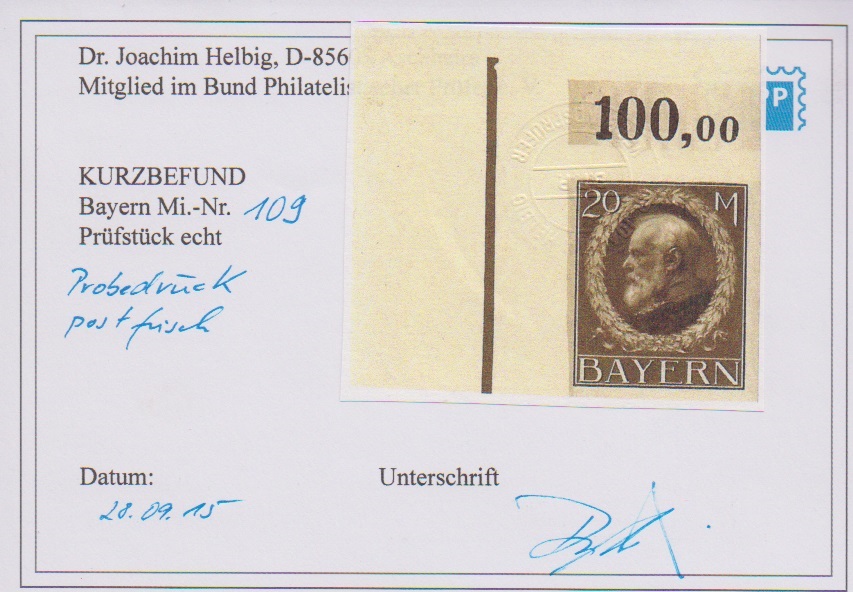 Dr. Joachim Helbig, D-856
Mitglied im Bund Philatelis
PP
100,00
KURZBEFUND
Bayern Mi.-Nr. 109
Prüfstück echt
Probedruck
postfrisch
20 M
BAYERN
Datum:
Unterschrift
28.09.15